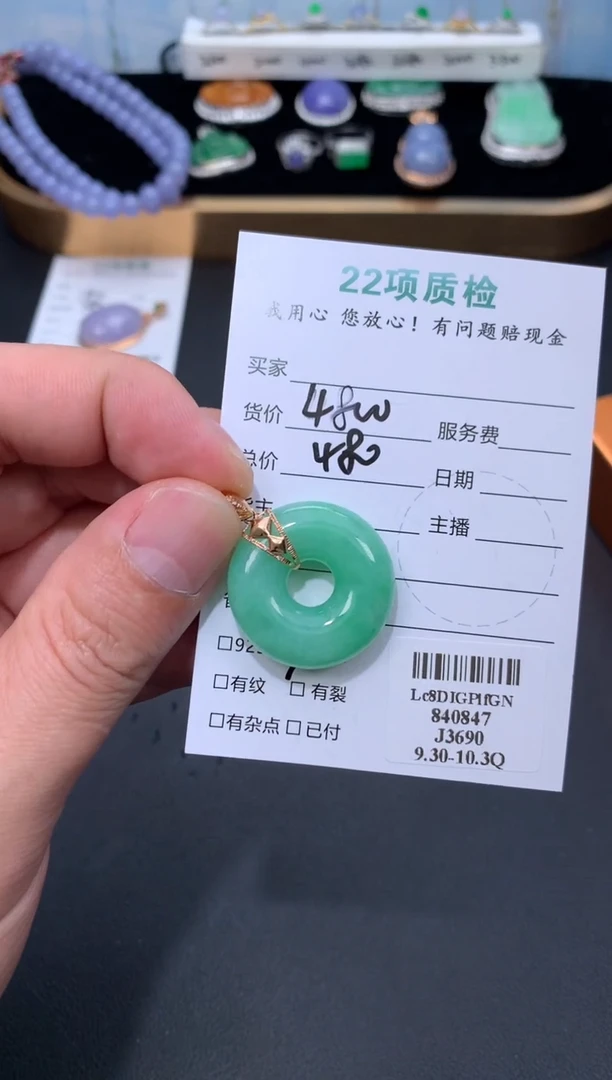 22项质检
我用心 您放心！有问题赔现金
买家
货价 4800 服务费
总价 480 日期
主播
□92
□有纹 □有裂
□有杂点 □已付
Lc8DIGPHGN
840847
J3690
9.30-10.3Q